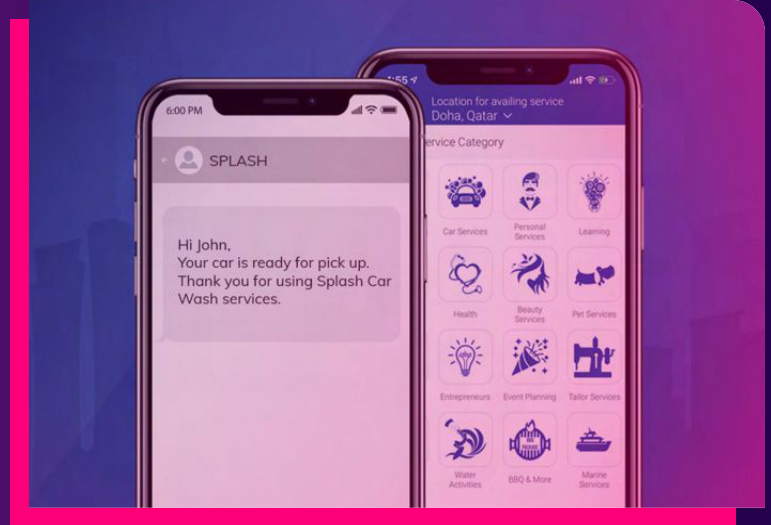 6:00 PM
SPLASH
Hi John,
Your car is ready for pick up.
Thank you for using Splash Car
Wash services.
1:55
Location for availing service
Doha, Qatar
ervice Category
Car Services
Personal
Services
Learning
Health
Beauty
Services
Pet Services
Entrepreneurs
Event Planning
Tailor Services
Water
Activities
BBQ & More
Marine
Services